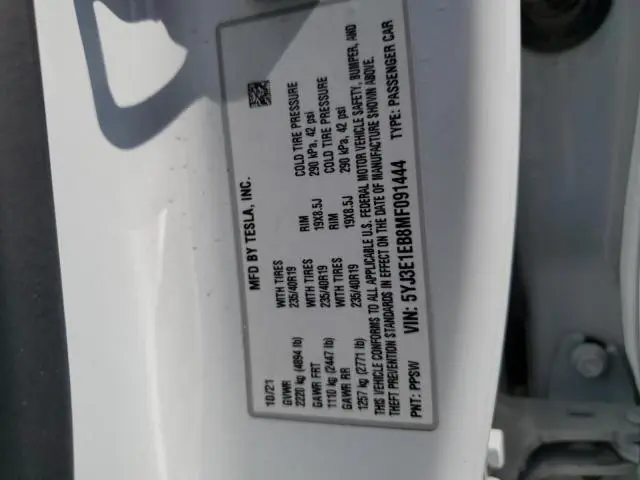 MFD BY TESLA, INC.
10/21
GVWR
2220 kg (4894 lb)
GAWR FRT WITH TIRES RIM COLD TIRE PRESSURE
1110 kg (2447 lb) 235/40R19 19X8.5J 290 kPa, 42 psi
GAWR RR WITH TIRES RIM COLD TIRE PRESSURE
1257 kg (2771 lb) 235/40R19 19X8.5J 290 kPa, 42 psi
THIS VEHICLE CONFORMS TO ALL APPLICABLE U.S. FEDERAL MOTOR VEHICLE SAFETY, BUMPER, AND
THEFT PREVENTION STANDARDS IN EFFECT ON THE DATE OF MANUFACTURE SHOWN ABOVE.
PNT: PPSW VIN: 5YJ3E1EB8MF091444 TYPE: PASSENGER CAR